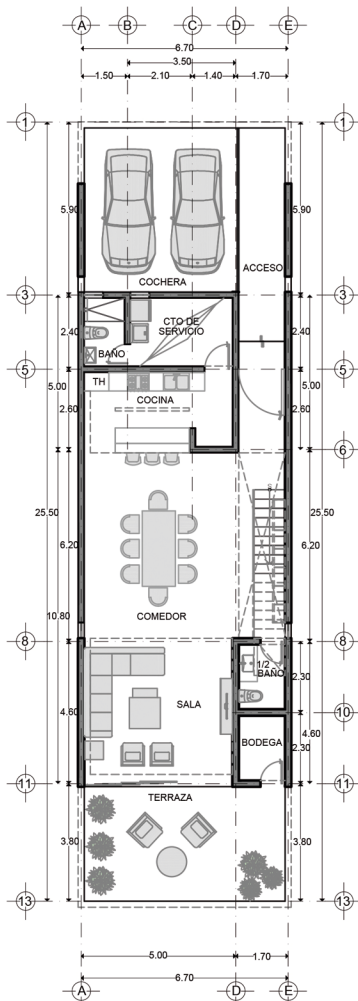 A B C D E
6.70
3.50
1.50 2.10 1.40 1.70
1 1
5.90 5.90
ACCESO
COCHERA
3 3
CTO DE
SERVICIO
2.40 2.40
BAÑO
5 5
TH
5.00 5.00
COCINA
2.60 2.60
6
25.50 25.50
6.20 6.20
10.80
COMEDOR
8 8
1/2
BAÑO
2.30
SALA
10
4.60 4.60
BODEGA
2.30
11 11
TERRAZA
3.80 3.80
13 13
5.00 1.70
6.70
A D E